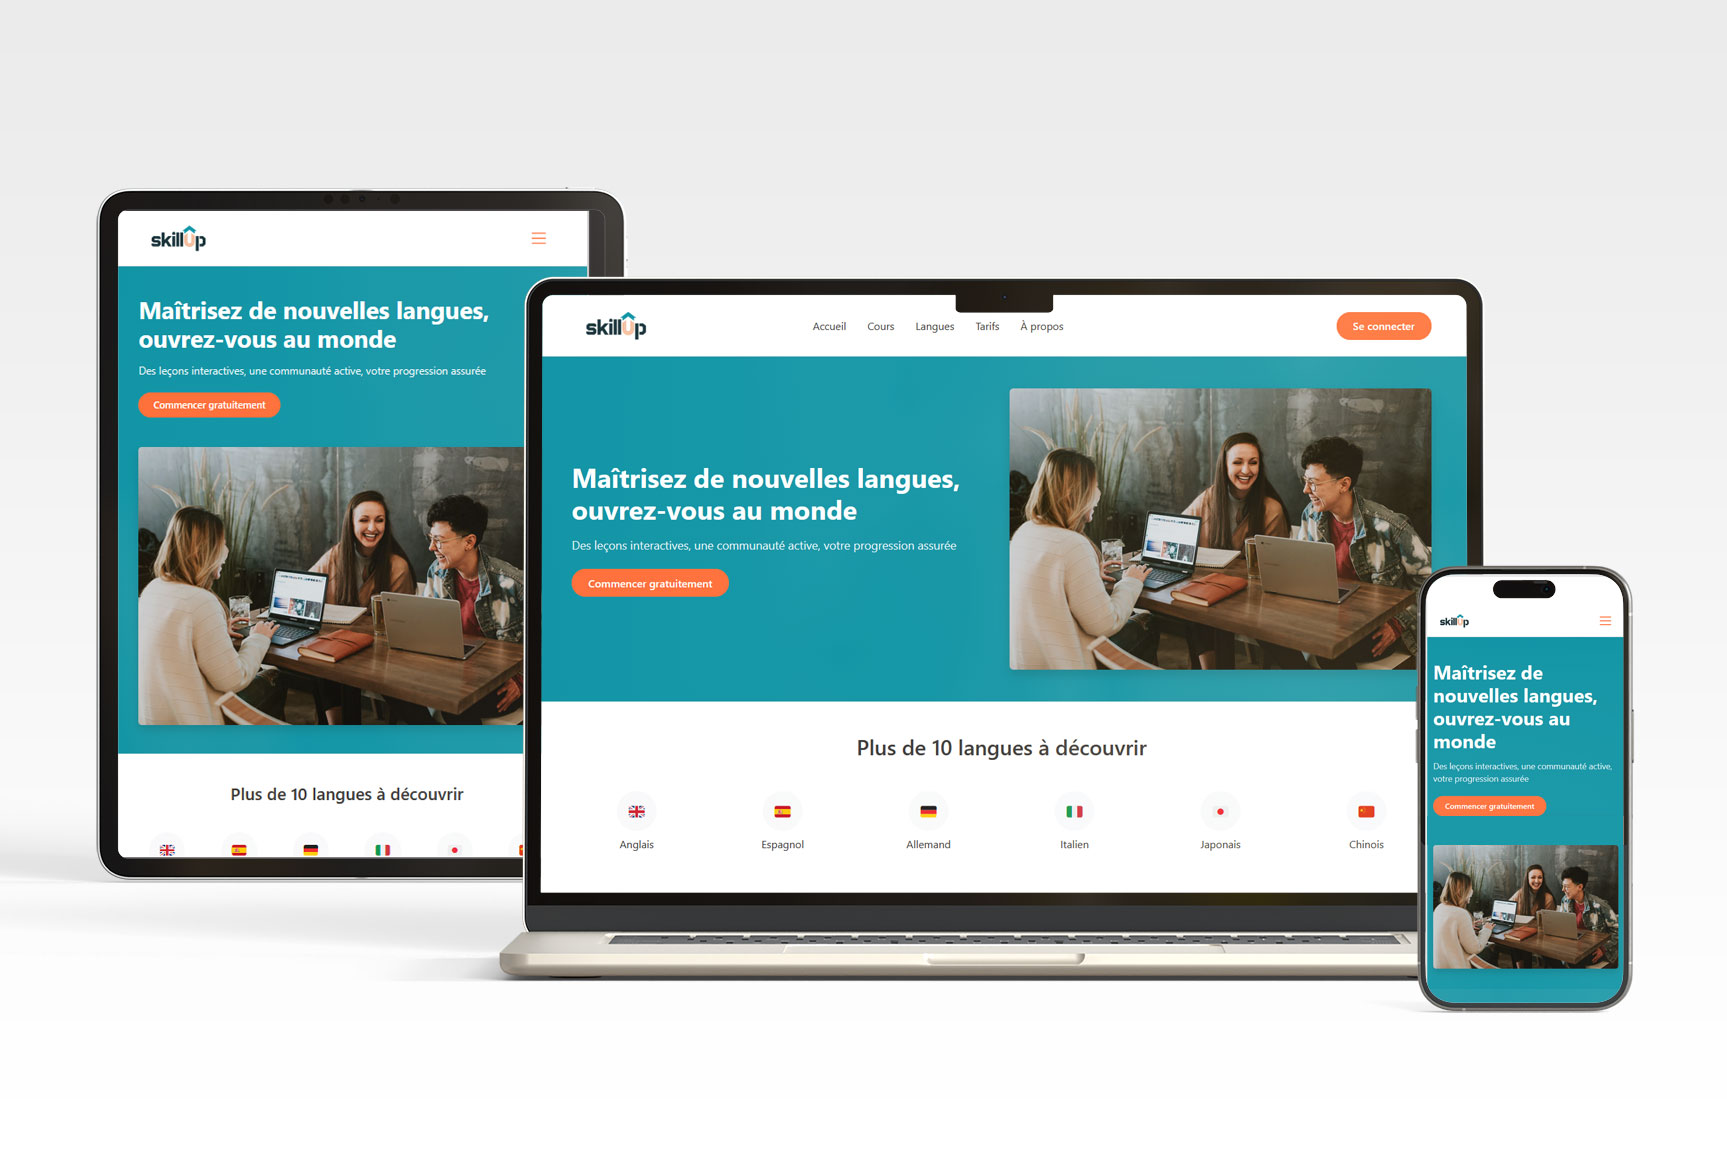 skillUp
Maîtrisez de nouvelles langues,
ouvrez-vous au monde
Des leçons interactives, une communauté active, votre progression assurée
Commencer gratuitement
Plus de 10 langues à découvrir
skillUp
Accueil
Cours
Langues
Tarifs
À propos
Se connecter
Maîtrisez de nouvelles langues,
ouvrez-vous au monde
Des leçons interactives, une communauté active, votre progression assurée
Commencer gratuitement
Plus de 10 langues à découvrir
Anglais
Espagnol
Allemand
Italien
Japonais
Chinois
skillUp
Maîtrisez de
nouvelles langues,
ouvrez-vous au
monde
Des leçons interactives, une communauté active,
votre progression assurée
Commencer gratuitement